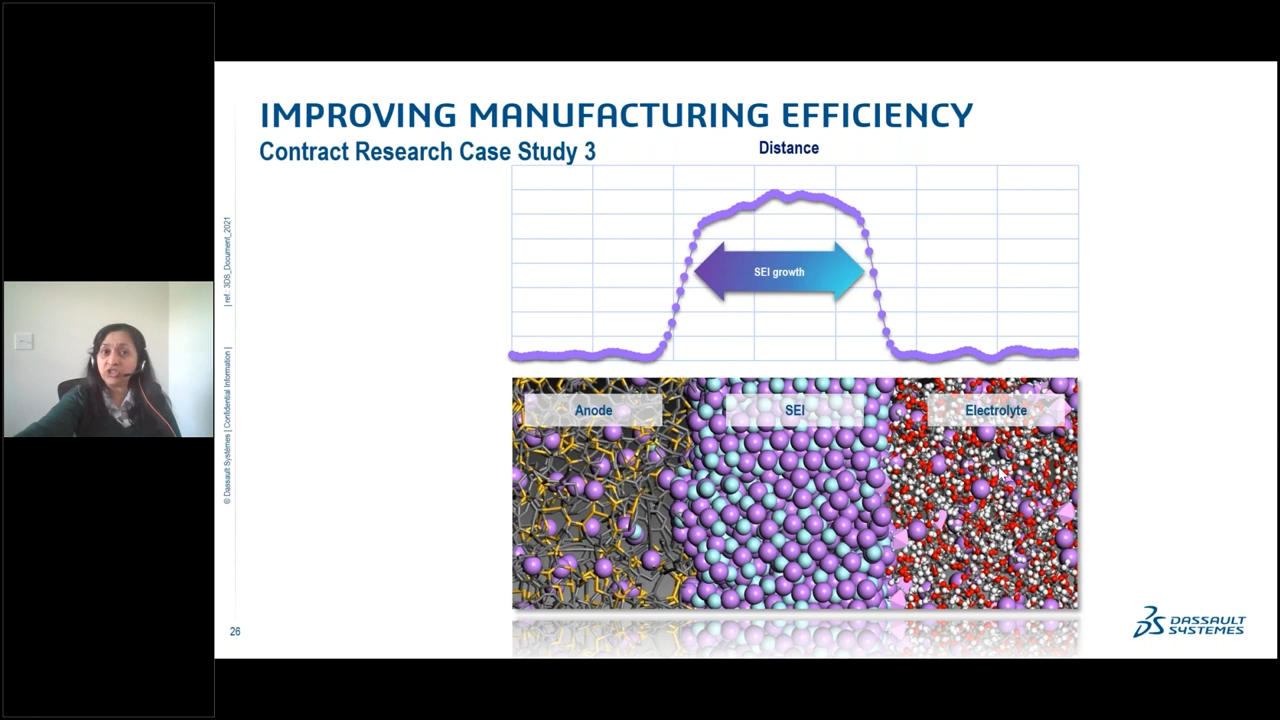 IMPROVING MANUFACTURING EFFICIENCY
Contract Research Case Study 3
Distance
SEI growth
Anode
SEI
Electrolyte
© Dassault Systèmes | Confidential Information | | ref.: 3DS_Document_2021
26
DASSAULT
SYSTEMES